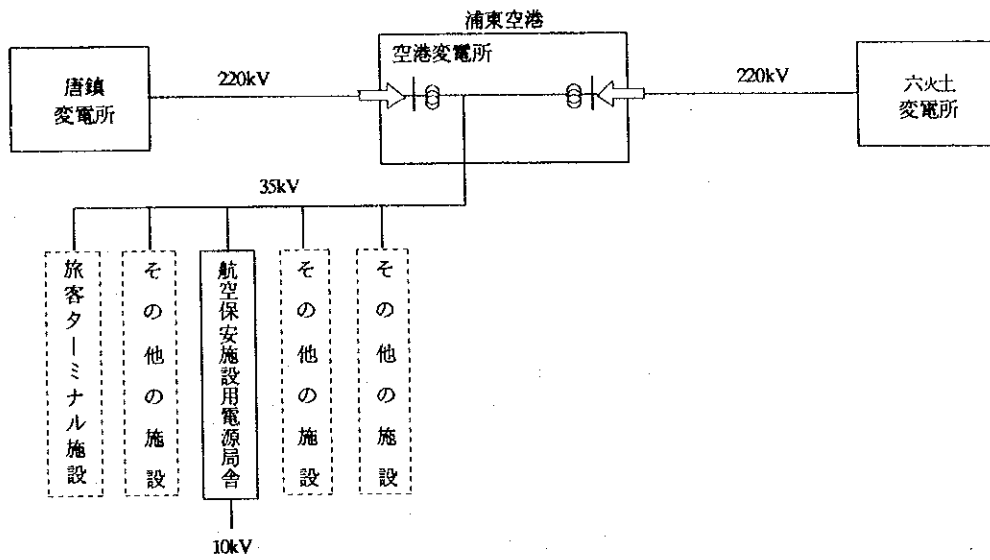 浦東空港
空港変電所
唐鎮
変電所
220kV
220kV
六火土
変電所
35kV
旅客ターミナル施設
その他の施設
航空保安施設用電源局舎
その他の施設
その他の施設
10kV